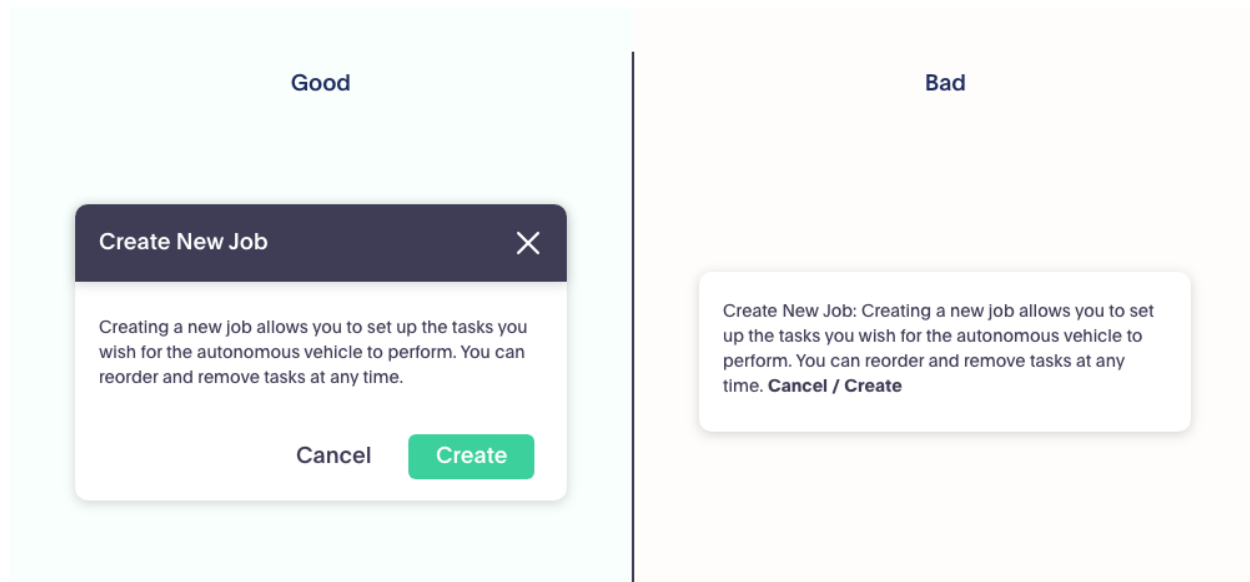 Good
Create New Job
Creating a new job allows you to set up the tasks you
wish for the autonomous vehicle to perform. You can
reorder and remove tasks at any time.
Cancel
Create
Bad
Create New Job: Creating a new job allows you to set
up the tasks you wish for the autonomous vehicle to
perform. You can reorder and remove tasks at any
time. Cancel / Create